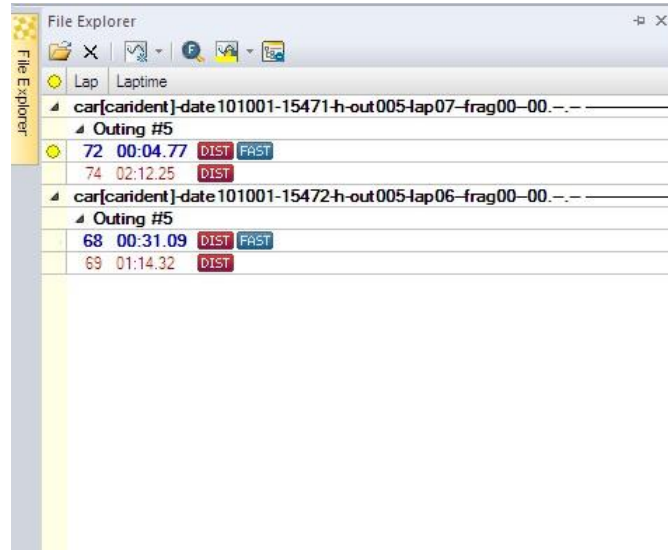 File Explorer
File Explorer
Lap Laptime
car[carident]-date101001-15471-h-out005-lap07--frag00--00.--.--
Outing #5
72 00:04.77 DIST FAST
74 02:12.25 DIST
car[carident]-date101001-15472-h-out005-lap06--frag00--00.--.--
Outing #5
68 00:31.09 DIST FAST
69 01:14.32 DIST